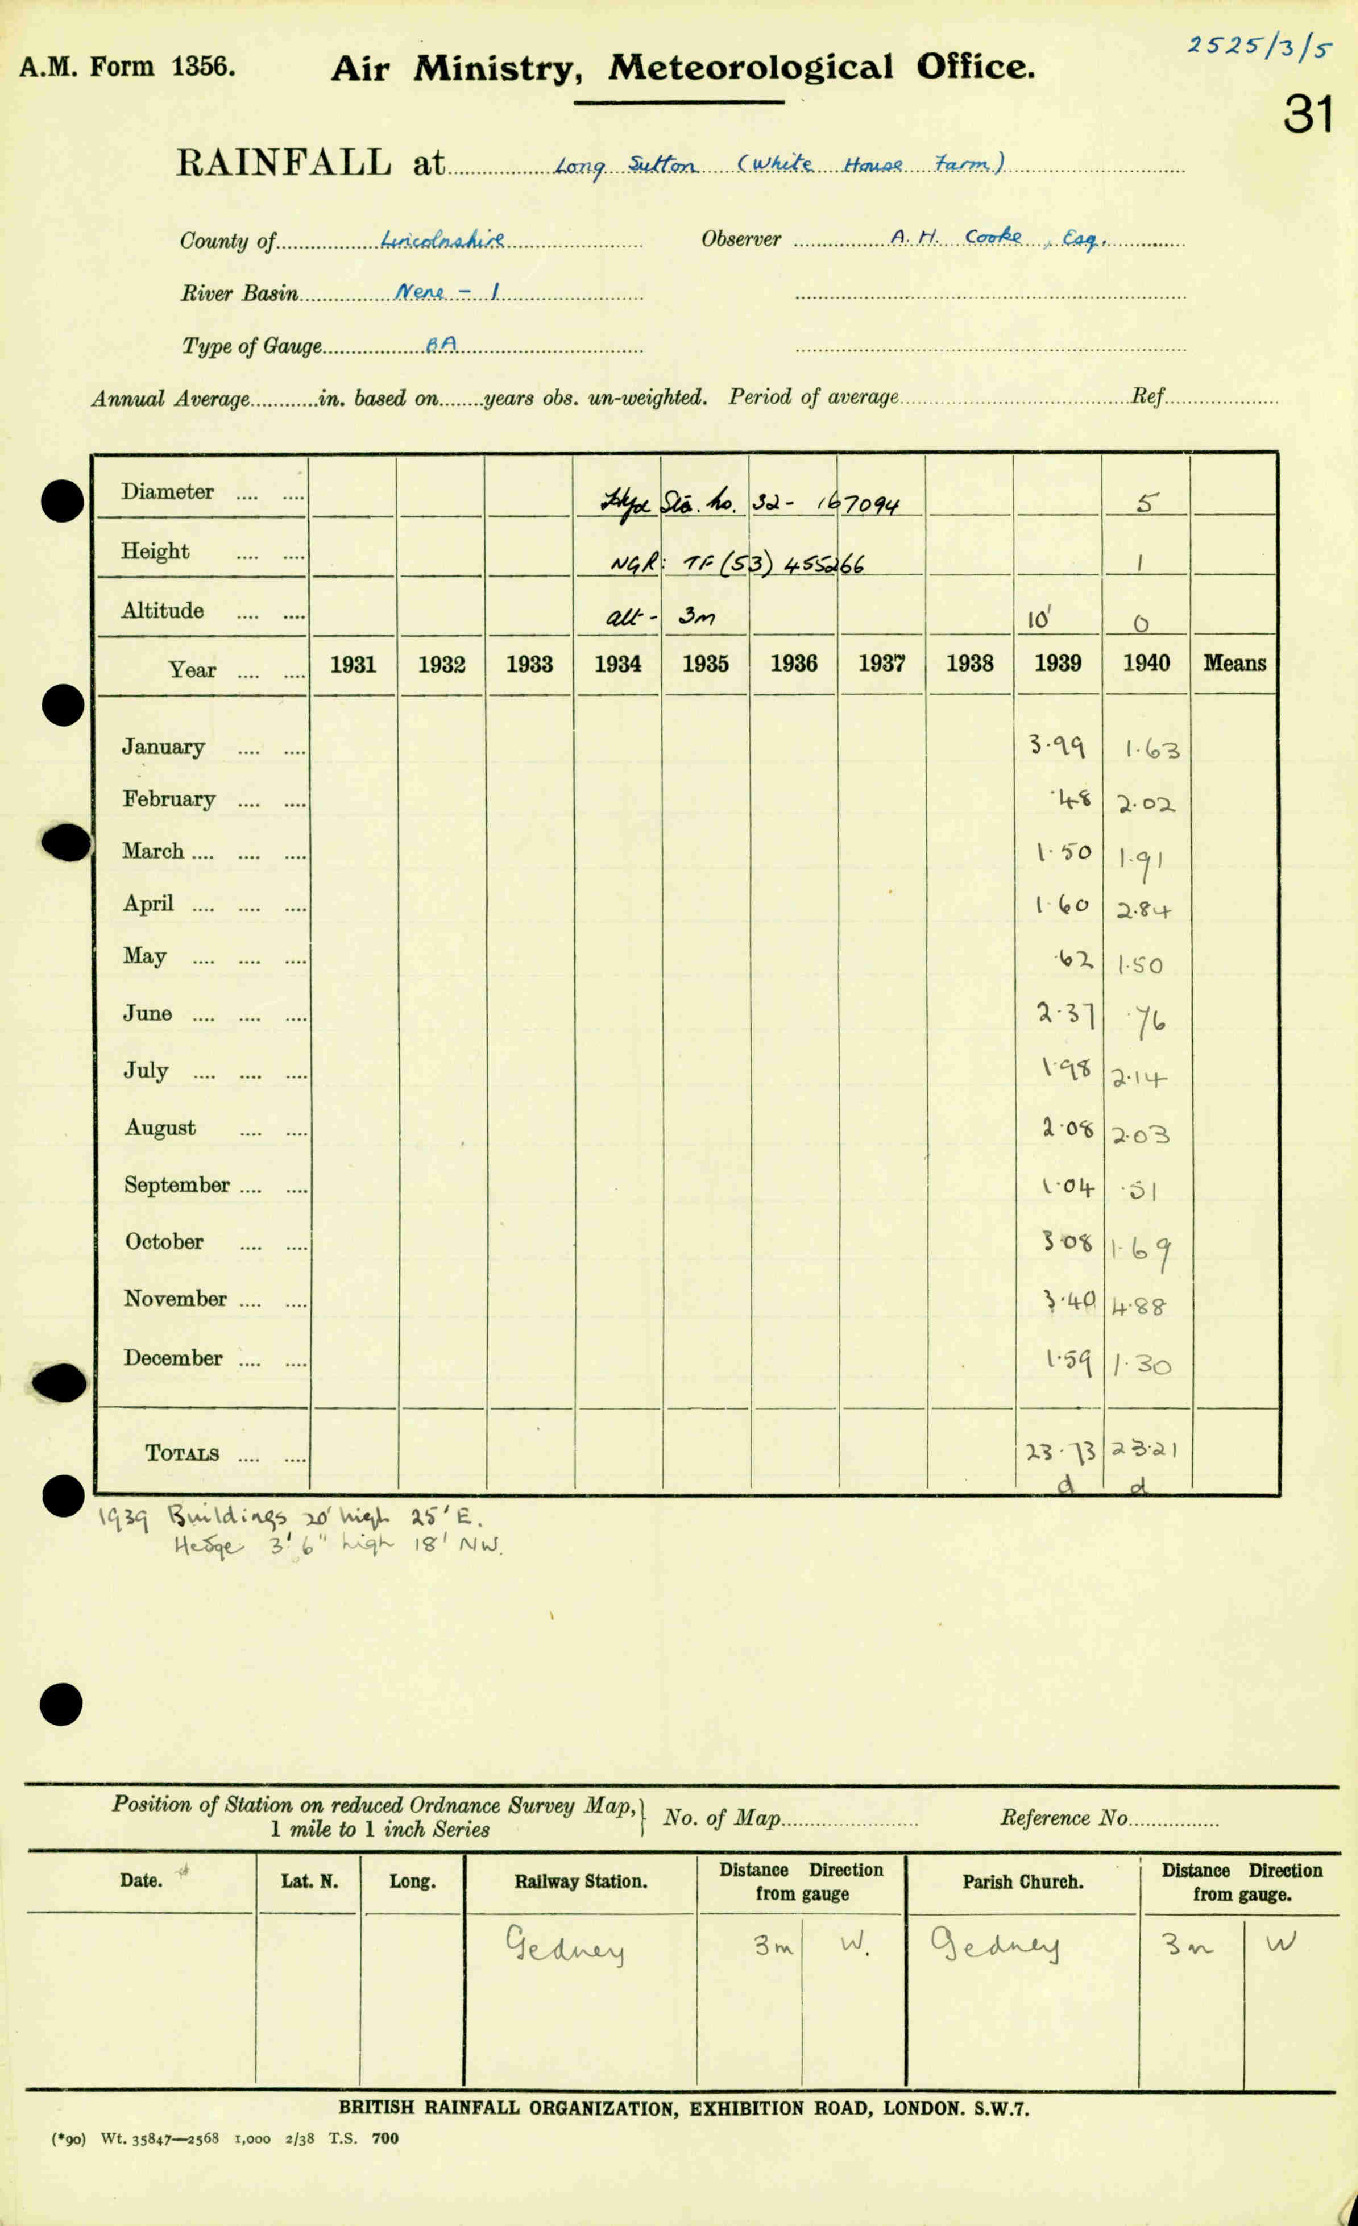 2525/3/5
A.M. Form 1356. Air Ministry, Meteorological Office.
31
RAINFALL at Long Sutton (White House Farm)
County of Lincolnshire Observer A. H. Cooke, Esq.
River Basin Nene - 1
Type of Gauge 8A
Annual Average in. based on years obs. un-weighted. Period of average Ref
Diameter Hyd Sta. no. 32- 167094 5
Height NGR: TF (53) 455266 1
Altitude alt - 3m 10' 0
Year 1931 1932 1933 1934 1935 1936 1937 1938 1939 1940 Means
January 3.99 1.63
February .48 2.02
March 1.50 1.91
April 1.60 2.84
May .62 1.50
June 2.37 .76
July 1.98 2.14
August 2.08 2.03
September 1.04 .51
October 3.08 1.69
November 3.40 4.88
December 1.59 1.30
TOTALS 23.73 23.21
d d
1939 Buildings 20' high 25' E.
Hedge 3' 6" high 18' NW.
Position of Station on reduced Ordnance Survey Map, 1 mile to 1 inch Series } No. of Map Reference No.
Date. Lat. N. Long. Railway Station. Distance Direction from gauge Parish Church. Distance Direction from gauge.
Gedney 3m W. Gedney 3m W
BRITISH RAINFALL ORGANIZATION, EXHIBITION ROAD, LONDON. S.W.7.
(*90) Wt. 35847—2568 1,000 2/38 T.S. 700